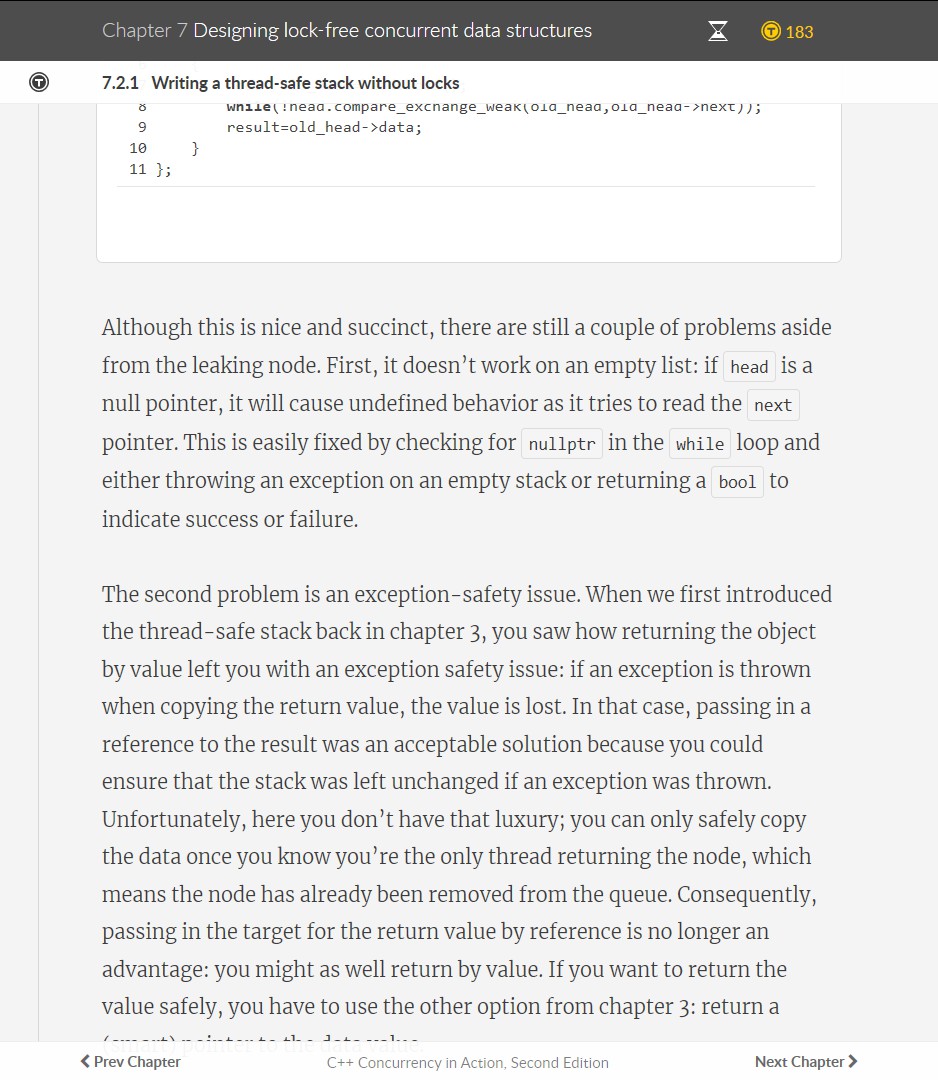 Chapter 7 Designing lock-free concurrent data structures
183
7.2.1 Writing a thread-safe stack without locks
8 while(!head.compare_exchange_weak(old_head,old_head->next));
9 result=old_head->data;
10 }
11 };
Although this is nice and succinct, there are still a couple of problems aside
from the leaking node. First, it doesn’t work on an empty list: if head is a
null pointer, it will cause undefined behavior as it tries to read the next
pointer. This is easily fixed by checking for nullptr in the while loop and
either throwing an exception on an empty stack or returning a bool to
indicate success or failure.
The second problem is an exception-safety issue. When we first introduced
the thread-safe stack back in chapter 3, you saw how returning the object
by value left you with an exception safety issue: if an exception is thrown
when copying the return value, the value is lost. In that case, passing in a
reference to the result was an acceptable solution because you could
ensure that the stack was left unchanged if an exception was thrown.
Unfortunately, here you don’t have that luxury; you can only safely copy
the data once you know you’re the only thread returning the node, which
means the node has already been removed from the queue. Consequently,
passing in the target for the return value by reference is no longer an
advantage: you might as well return by value. If you want to return the
value safely, you have to use the other option from chapter 3: return a
(smart) pointer to the data value.
Prev Chapter C++ Concurrency in Action, Second Edition Next Chapter